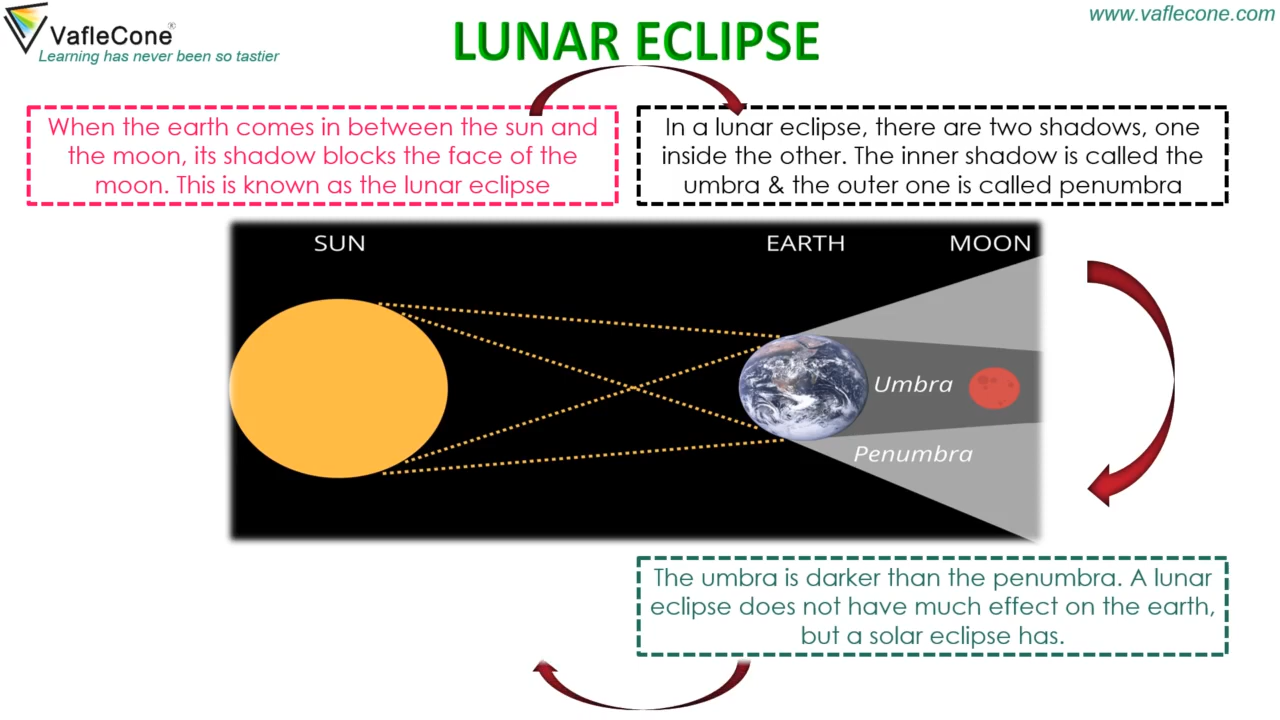 VafleCone®
Learning has never been so tastier
LUNAR ECLIPSE
www.vaflecone.com
When the earth comes in between the sun and
the moon, its shadow blocks the face of the
moon. This is known as the lunar eclipse
In a lunar eclipse, there are two shadows, one
inside the other. The inner shadow is called the
umbra & the outer one is called penumbra
SUN
EARTH
MOON
Umbra
Penumbra
The umbra is darker than the penumbra. A lunar
eclipse does not have much effect on the earth,
but a solar eclipse has.